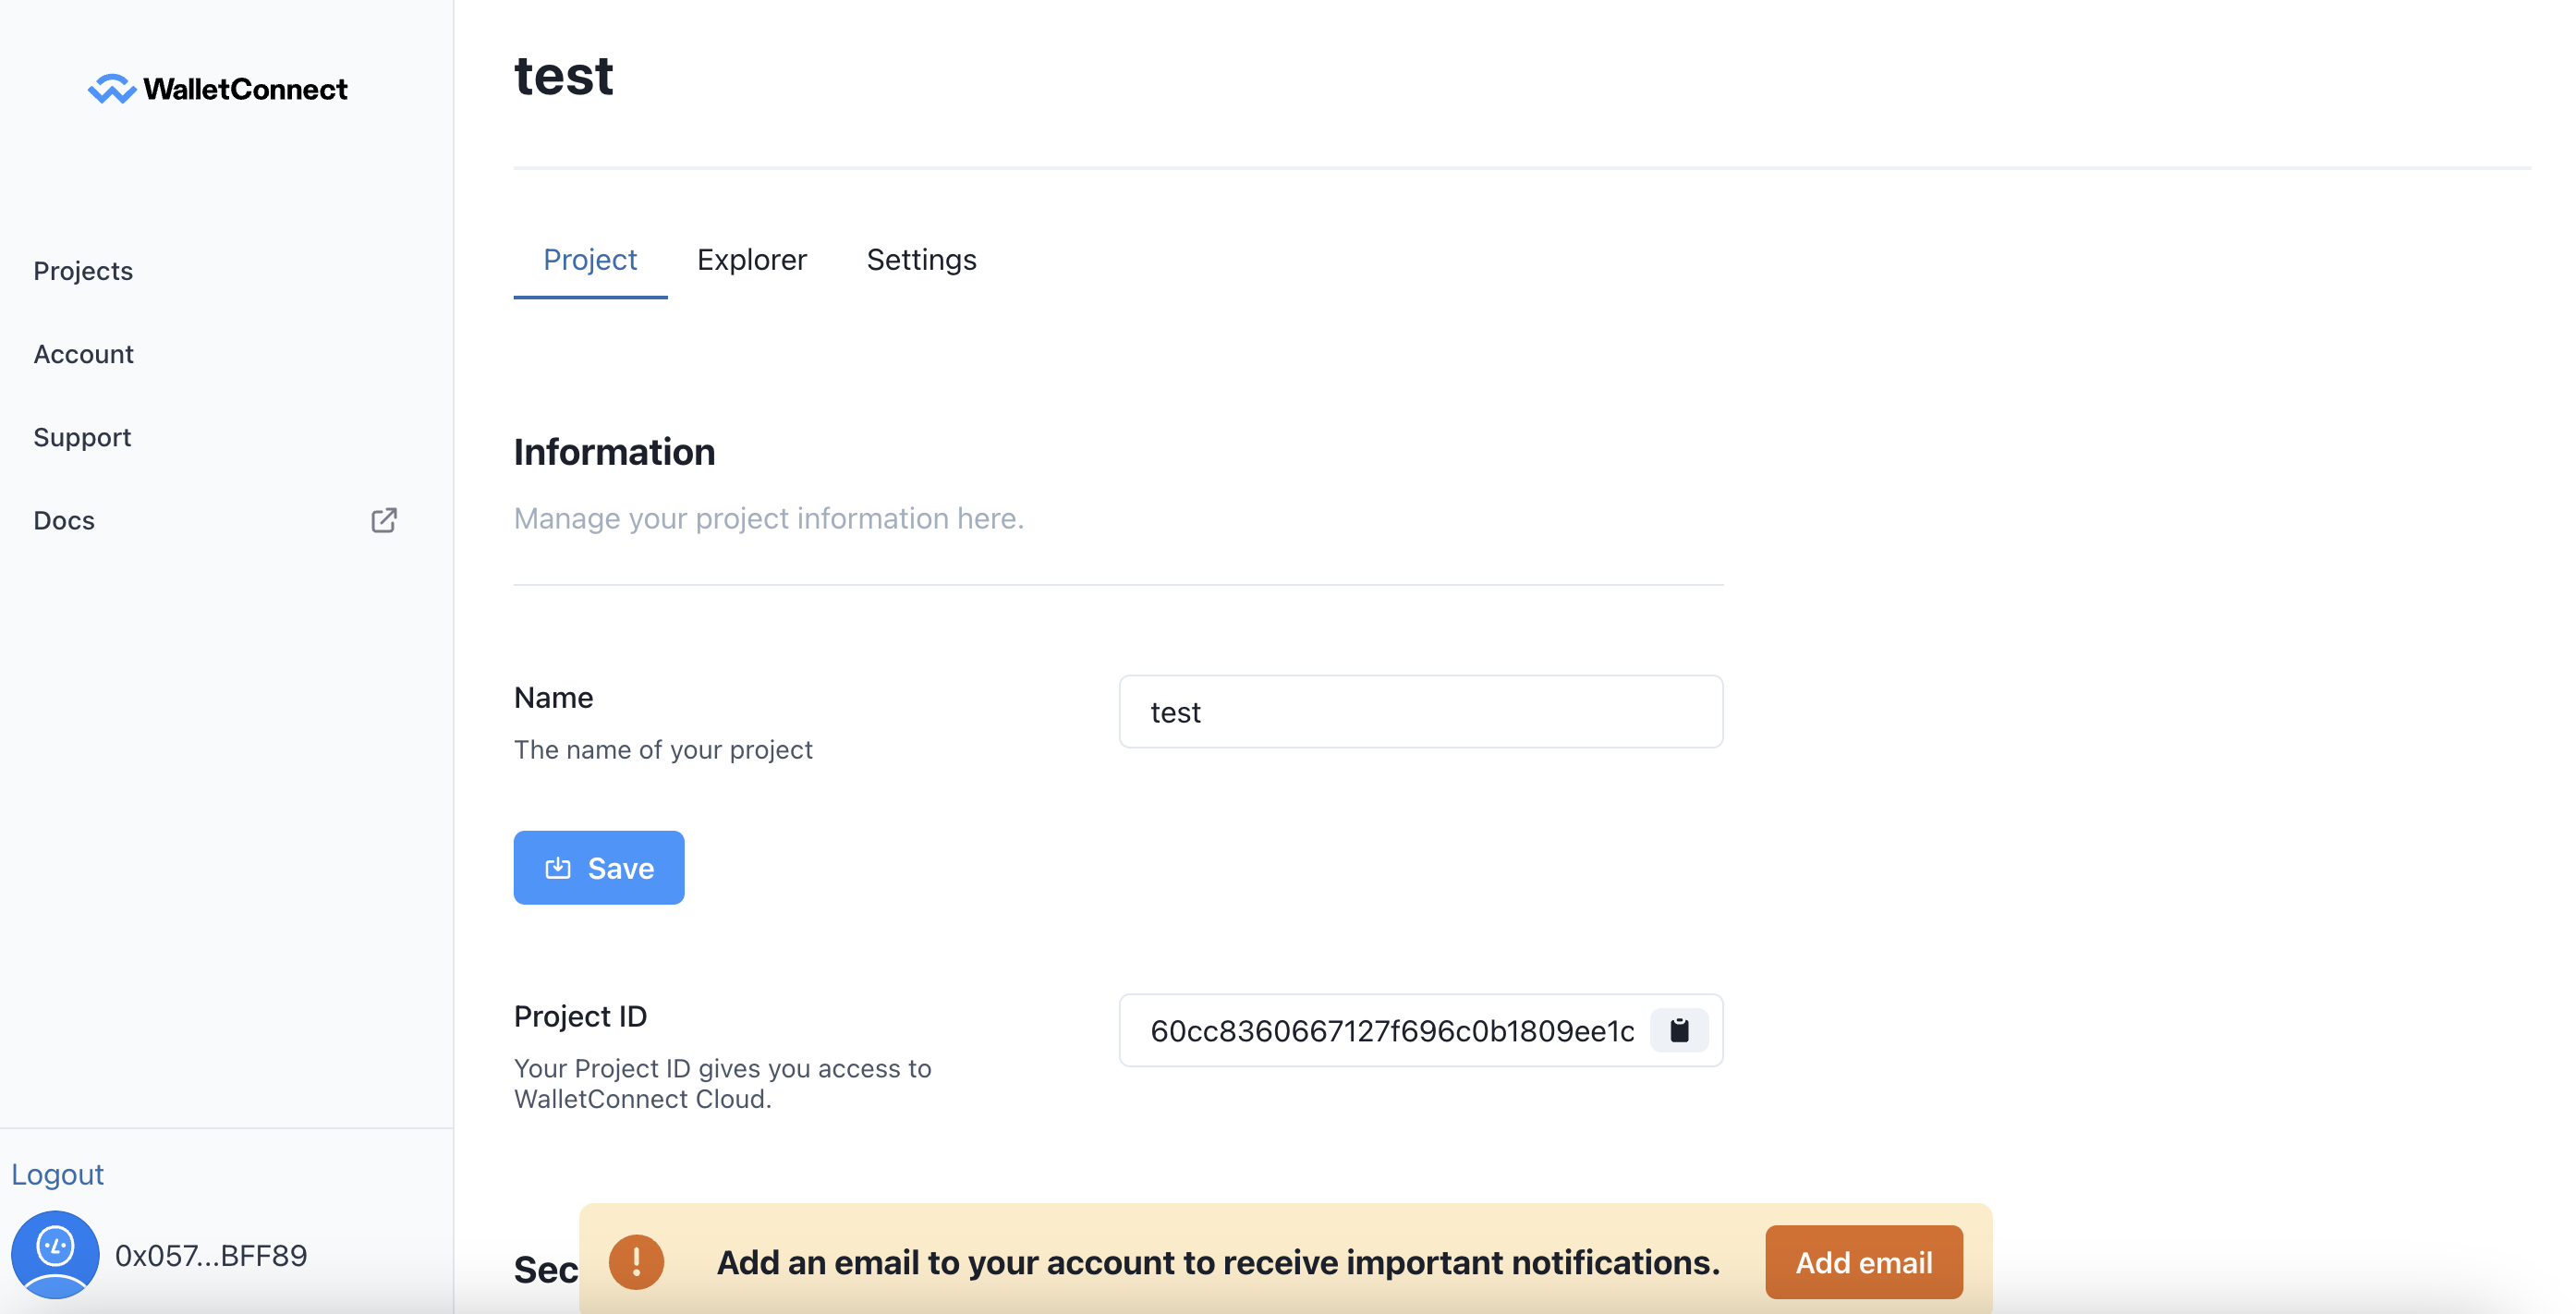 WalletConnect
Projects
Account
Support
Docs
Logout
0x057...BFF89
test
Project
Explorer
Settings
Information
Manage your project information here.
Name
The name of your project
test
Save
Project ID
Your Project ID gives you access to
WalletConnect Cloud.
60cc8360667127f696c0b1809ee1c
Sec
Add an email to your account to receive important notifications.
Add email